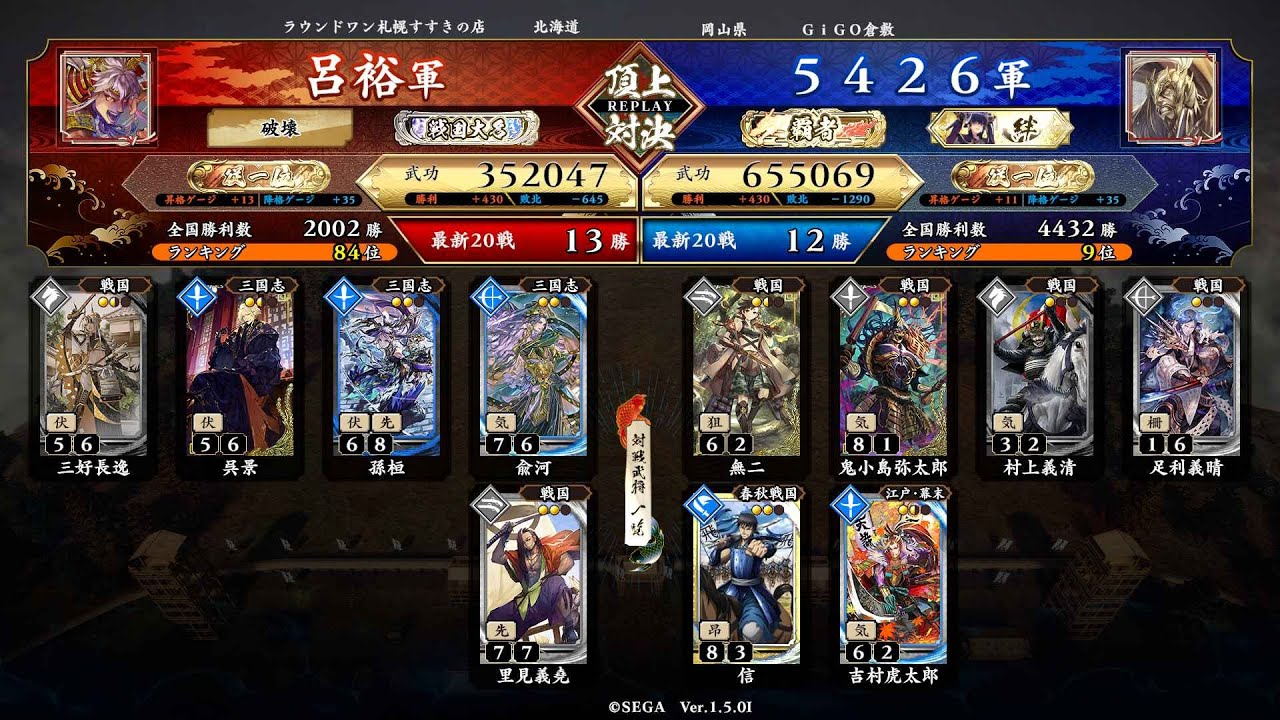 ラウンドワン札幌すすきの店 北海道
岡山県 GiGO倉敷
呂裕軍
頂上
REPLAY
対決
5426軍
破壊
覇者
絆
従一位
武功 352047
昇格ゲージ +13 降格ゲージ +35
勝利 +430 敗北 -645
武功 655069
勝利 +430 敗北 -1290
従一位
昇格ゲージ +11 降格ゲージ +35
全国勝利数 2002勝
ランキング 84位
最新20戦 13勝
最新20戦 12勝
全国勝利数 4432勝
ランキング 9位
戦国
伏
5 6
三好長逸
三国志
伏
5 6
呉景
三国志
伏 先
6 8
孫桓
三国志
気
7 6
兪河
戦国
先
7 7
里見義堯
対戦武将一覧
戦国
狙
6 2
無二
戦国
気
8 1
鬼小島弥太郎
戦国
気
3 2
村上義清
戦国
柵
1 6
足利義晴
春秋戦国
飛
昂
8 3
信
江戸・幕末
気
6 2
吉村虎太郎
©SEGA Ver.1.5.0I